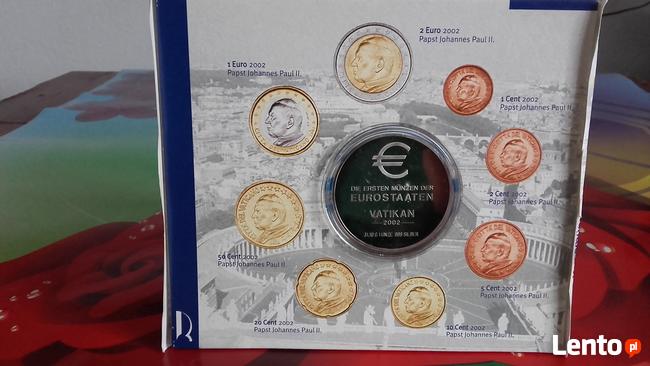 2 Euro 2002
Papst Johannes Paul II.
1 Euro 2002
Papst Johannes Paul II.
1 Cent 2002
Papst Johannes Paul II.
€
DIE ERSTEN MÜNZEN DER
EUROSTAATEN
VATIKAN
2002
2 Cent 2002
Papst Johannes Paul II.
50 Cent 2002
Papst Johannes Paul II.
5 Cent 2002
Papst Johannes Paul II.
20 Cent 2002
Papst Johannes Paul II.
10 Cent 2002
Papst Johannes Paul II.
Lento.pl